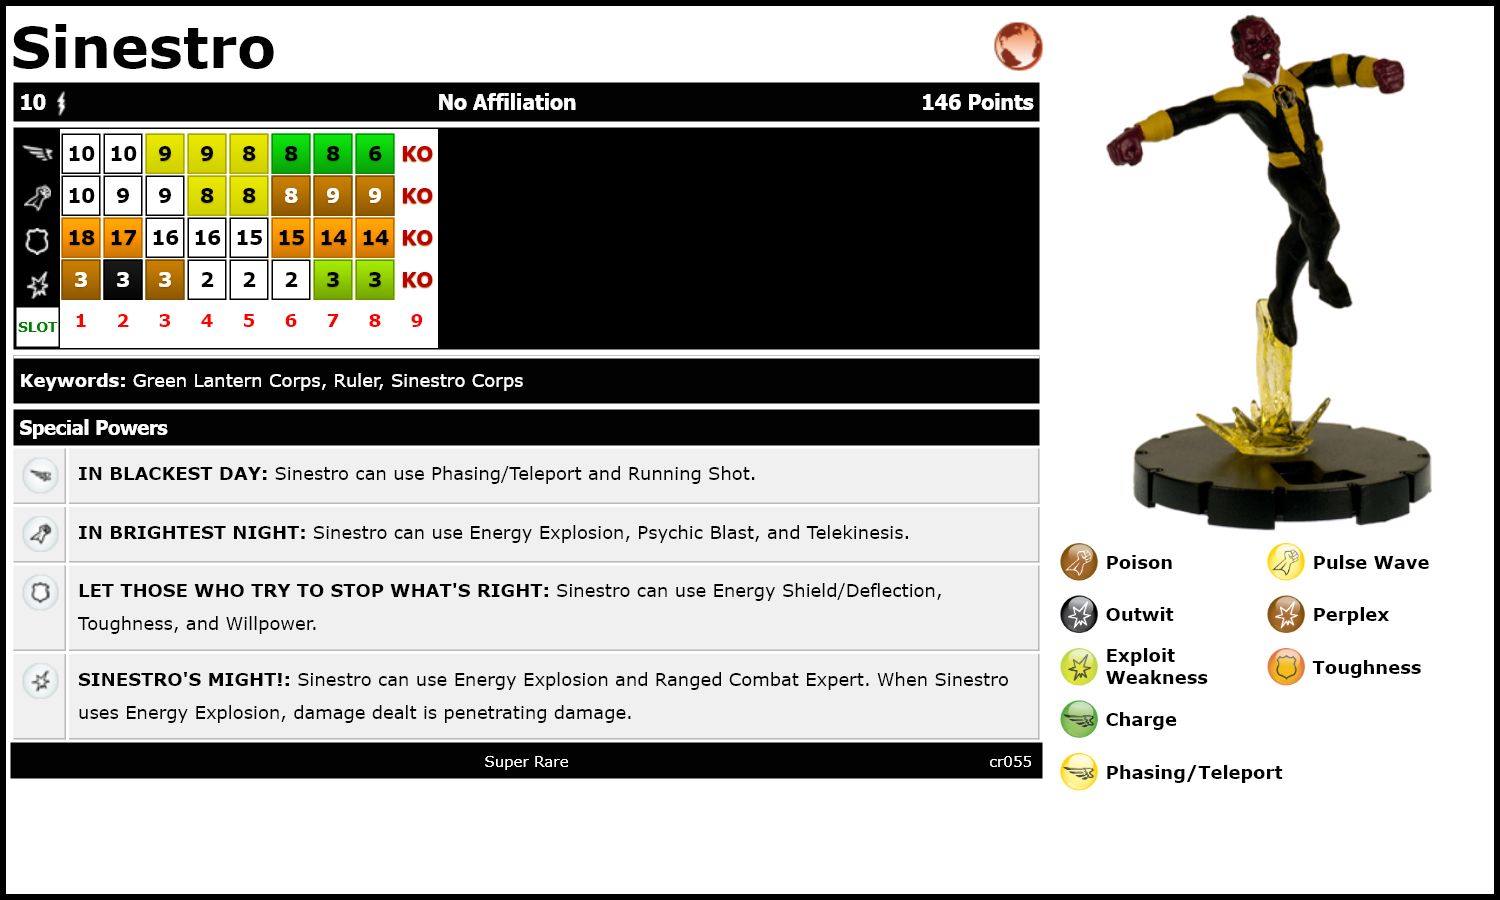 Sinestro
10 No Affiliation 146 Points
10 10 9 9 8 8 8 6 KO
10 9 9 8 8 8 9 9 KO
18 17 16 16 15 15 14 14 KO
3 3 3 2 2 2 3 3 KO
SLOT 1 2 3 4 5 6 7 8 9
Keywords: Green Lantern Corps, Ruler, Sinestro Corps
Special Powers
IN BLACKEST DAY: Sinestro can use Phasing/Teleport and Running Shot.
IN BRIGHTEST NIGHT: Sinestro can use Energy Explosion, Psychic Blast, and Telekinesis.
LET THOSE WHO TRY TO STOP WHAT'S RIGHT: Sinestro can use Energy Shield/Deflection,
Toughness, and Willpower.
SINESTRO'S MIGHT!: Sinestro can use Energy Explosion and Ranged Combat Expert. When Sinestro
uses Energy Explosion, damage dealt is penetrating damage.
Super Rare cr055
Poison Pulse Wave
Outwit Perplex
Exploit
Weakness Toughness
Charge
Phasing/Teleport